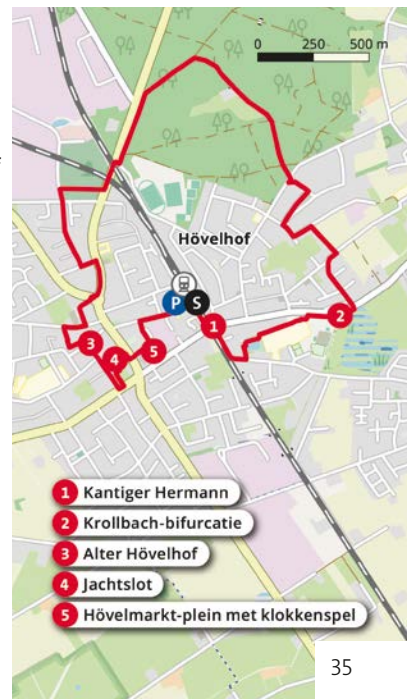 0 250 500 m
Hövelhof
P S
1
2
3
4
5
1 Kantiger Hermann
2 Krollbach-bifurcatie
3 Alter Hövelhof
4 Jachtslot
5 Hövelmarkt-plein met klokkenspel
35